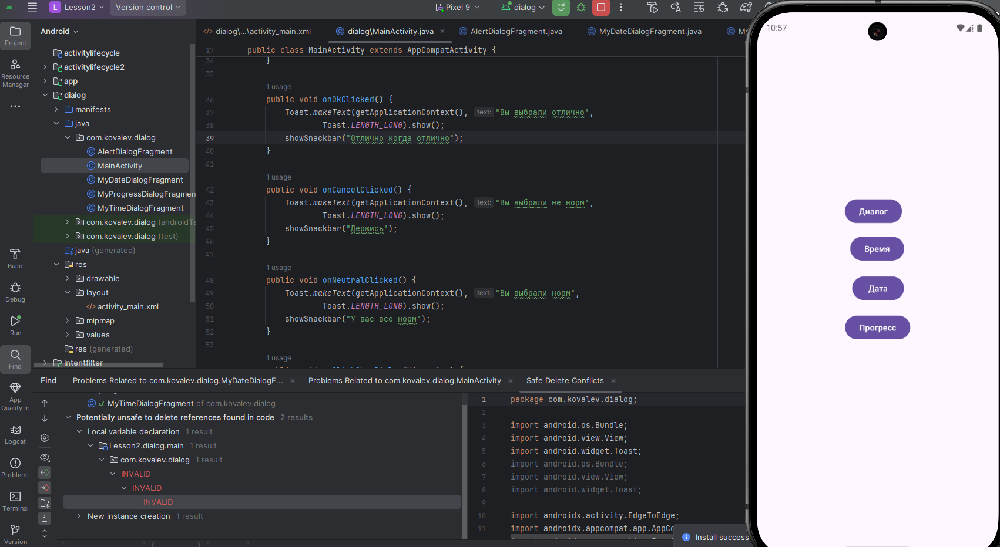 L Lesson2
Version control
Pixel 9
dialog
Project
Resource
Manager
Build
Debug
Run
Find
App
Quality In
Logcat
Problems
Terminal
Version
Android
activitylifecycle
activitylifecycle2
app
dialog
manifests
java
com.kovalev.dialog
AlertDialogFragment
MainActivity
MyDateDialogFragment
MyProgressDialogFragmen
MyTimeDialogFragment
com.kovalev.dialog (androidTe
com.kovalev.dialog (test)
java (generated)
res
drawable
layout
activity_main.xml
mipmap
values
res (generated)
intentfilter
dialog\...\activity_main.xml
dialog\MainActivity.java
AlertDialogFragment.java
MyDateDialogFragment.java
My
17 public class MainActivity extends AppCompatActivity {
34 }
35
1 usage
36 public void onOkClicked() {
37 Toast.makeText(getApplicationContext(), text: "Вы выбрали отлично",
38 Toast.LENGTH_LONG).show();
39 showSnackbar("Отлично когда отлично");
40 }
41
1 usage
42 public void onCancelClicked() {
43 Toast.makeText(getApplicationContext(), text: "Вы выбрали не норм",
44 Toast.LENGTH_LONG).show();
45 showSnackbar("Держись");
46 }
47
1 usage
48 public void onNeutralClicked() {
49 Toast.makeText(getApplicationContext(), text: "Вы выбрали норм",
50 Toast.LENGTH_LONG).show();
51 showSnackbar("У вас все норм");
52 }
53
1 usage
Find
Problems Related to com.kovalev.dialog.MyDateDialogF...
Problems Related to com.kovalev.dialog.MainActivity
Safe Delete Conflicts
MyTimeDialogFragment of com.kovalev.dialog
Potentially unsafe to delete references found in code 2 results
Local variable declaration 1 result
Lesson2.dialog.main 1 result
com.kovalev.dialog 1 result
INVALID
INVALID
INVALID
New instance creation 1 result
1 package com.kovalev.dialog;
2
3 import android.os.Bundle;
4 import android.view.View;
5 import android.widget.Toast;
6 import android.os.Bundle;
7 import android.view.View;
8 import android.widget.Toast;
9
10 import androidx.activity.EdgeToEdge;
11 import androidx.appcompat.app.AppCo
Install success
10:57
Диалог
Время
Дата
Прогресс